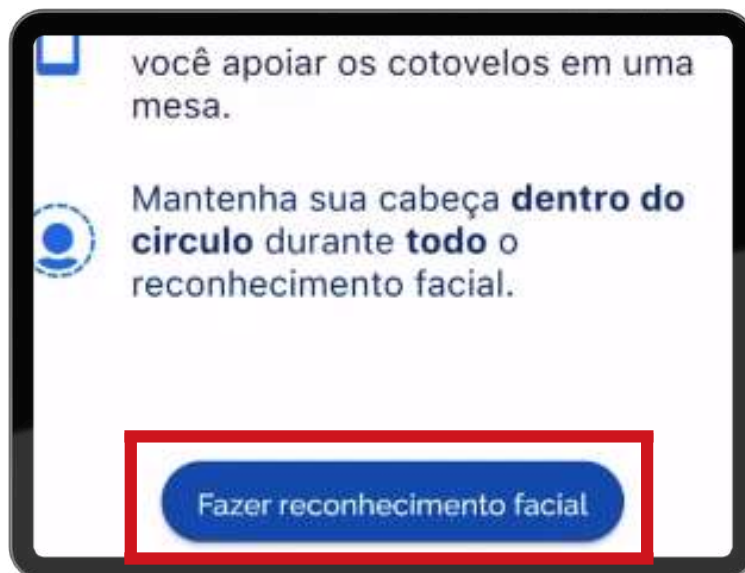 você apoiar os cotovelos em uma
mesa.
Mantenha sua cabeça dentro do
circulo durante todo o
reconhecimento facial.
Fazer reconhecimento facial